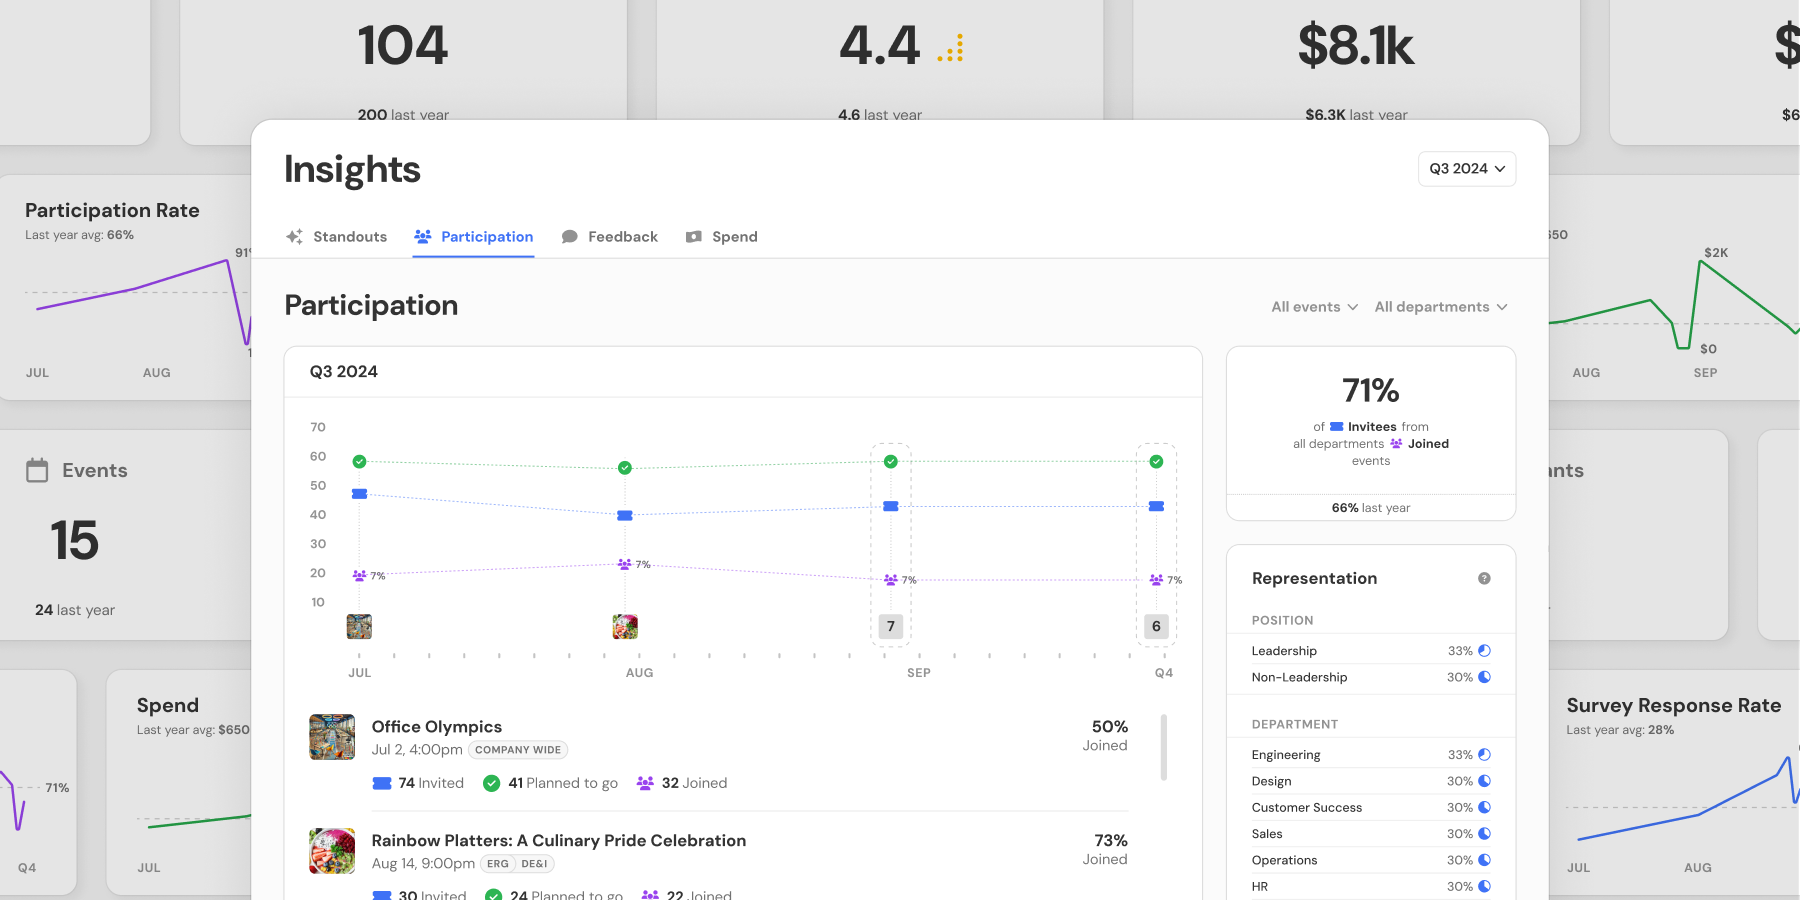 104
4.4
$8.1k
200 last year
4.6 last year
$6.3K last year
Insights
Q3 2024
Standouts
Participation
Feedback
Spend
Participation
All events
All departments
Q3 2024
70
60
50
40
30
20
10
7%
7%
7%
7%
7
6
JUL
AUG
SEP
Q4
Office Olympics
Jul 2, 4:00pm COMPANY WIDE
74 Invited 41 Planned to go 32 Joined
50%
Joined
Rainbow Platters: A Culinary Pride Celebration
Aug 14, 9:00pm ERG DE&I
30 Invited 24 Planned to go 22 Joined
73%
Joined
71%
of Invitees from
all departments Joined
events
66% last year
Representation
?
POSITION
Leadership 33%
Non-Leadership 30%
DEPARTMENT
Engineering 33%
Design 30%
Customer Success 30%
Sales 30%
Operations 30%
HR 30%
Participation Rate
Last year avg: 66%
91%
JUL
AUG
Events
15
24 last year
Spend
Last year avg: $650
71%
Q4
JUL
$2K
$0
AUG
SEP
Survey Response Rate
Last year avg: 28%
JUL
AUG